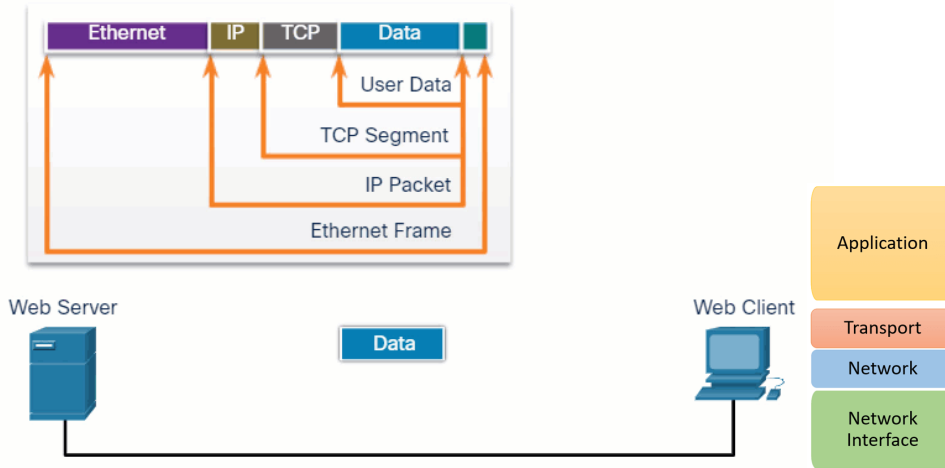 Ethernet IP TCP Data
User Data
TCP Segment
IP Packet
Ethernet Frame
Web Server
Data
Web Client
Application
Transport
Network
Network
Interface